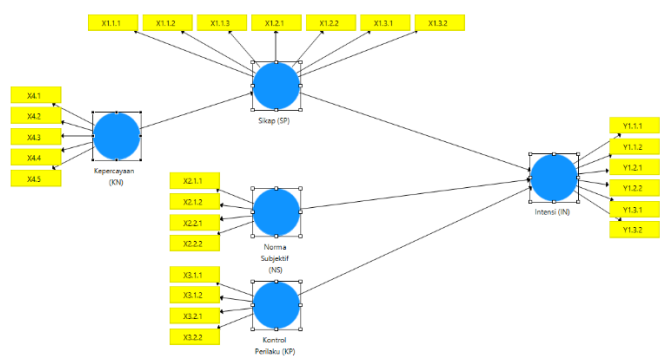 X1.1.1
X1.1.2
X1.1.3
X1.2.1
X1.2.2
X1.3.1
X1.3.2
Sikap (SP)
X4.1
X4.2
X4.3
X4.4
X4.5
Kepercayaan
(KN)
X2.1.1
X2.1.2
X2.2.1
X2.2.2
Norma
Subjektif
(NS)
X3.1.1
X3.1.2
X3.2.1
X3.2.2
Kontrol
Perilaku (KP)
Y1.1.1
Y1.1.2
Y1.2.1
Y1.2.2
Y1.3.1
Y1.3.2
Intensi (IN)